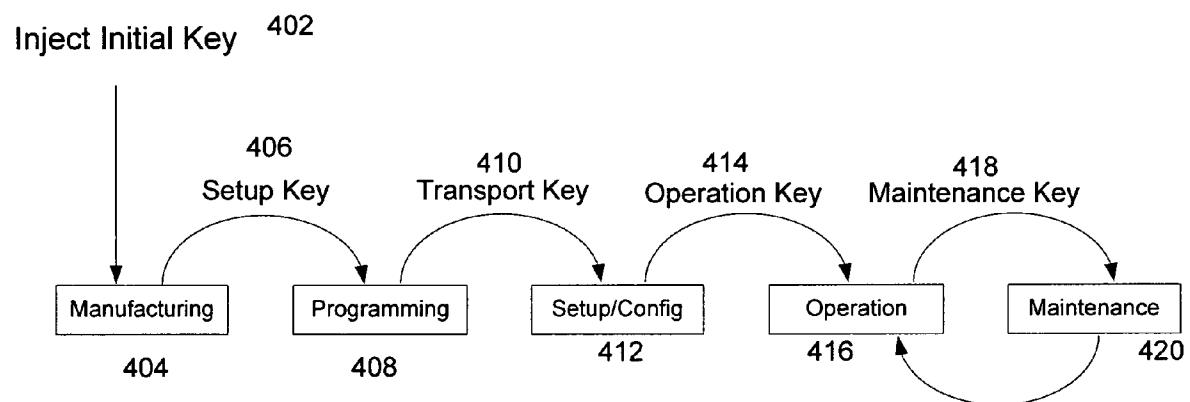 Inject Initial Key 402
406 410 414 418
Setup Key Transport Key Operation Key Maintenance Key
Manufacturing Programming Setup/Config Operation Maintenance
404 408 412 416 420